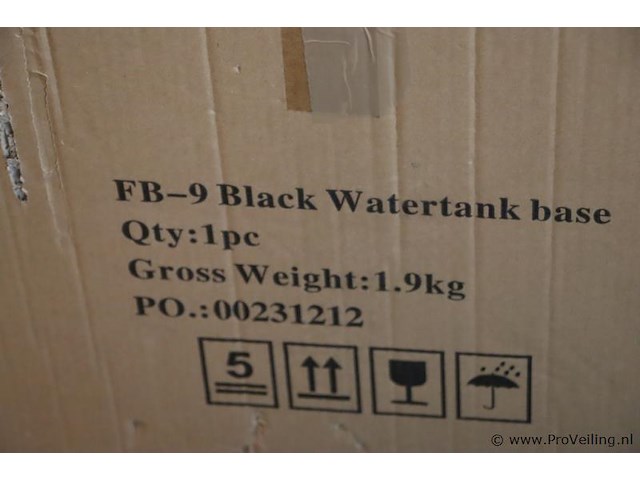 FB-9 Black Watertank base
Qty:1pc
Gross Weight:1.9kg
PO.:00231212
5
© www.ProVeiling.nl